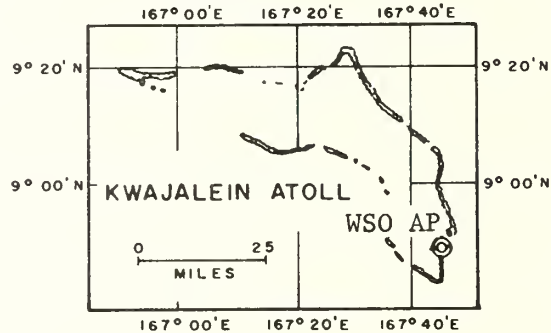 167° 00'E 167° 20'E 167° 40'E
9° 20'N 9° 20'N
9° 00'N KWAJALEIN ATOLL 9° 00'N
WSO AP
0 25
MILES
167° 00'E 167° 20'E 167° 40'E